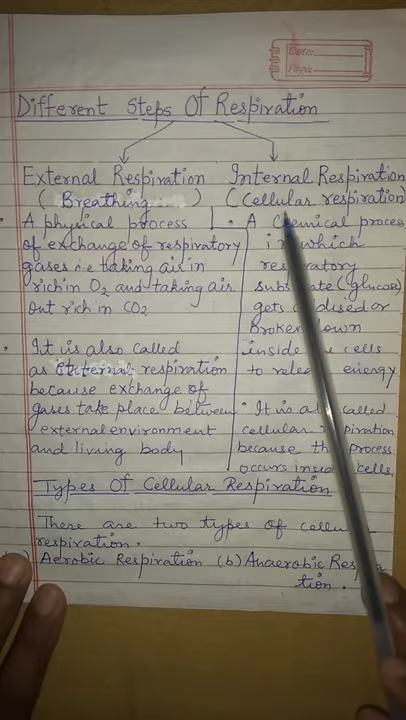 Date:
Page:
Different Steps Of Respiration
External Respiration
(Breathing)
• A physical process
of exchange of respiratory
gases i.e taking air in
rich in O2 and taking air
out rich in CO2
• It is also called
as external respiration
because exchange of
gases take place between
external environment
and living body
Internal Respiration
(Cellular respiration)
• A Chemical process
in which
respiratory
substrate (glucose)
gets oxidised or
Broken down
inside the cells
to release energy
• It is also called
cellular respiration
because the process
occurs inside cells
Types Of Cellular Respiration
There are two types of cellular
respiration.
Aerobic Respiration (b) Anaerobic Respira
tion.